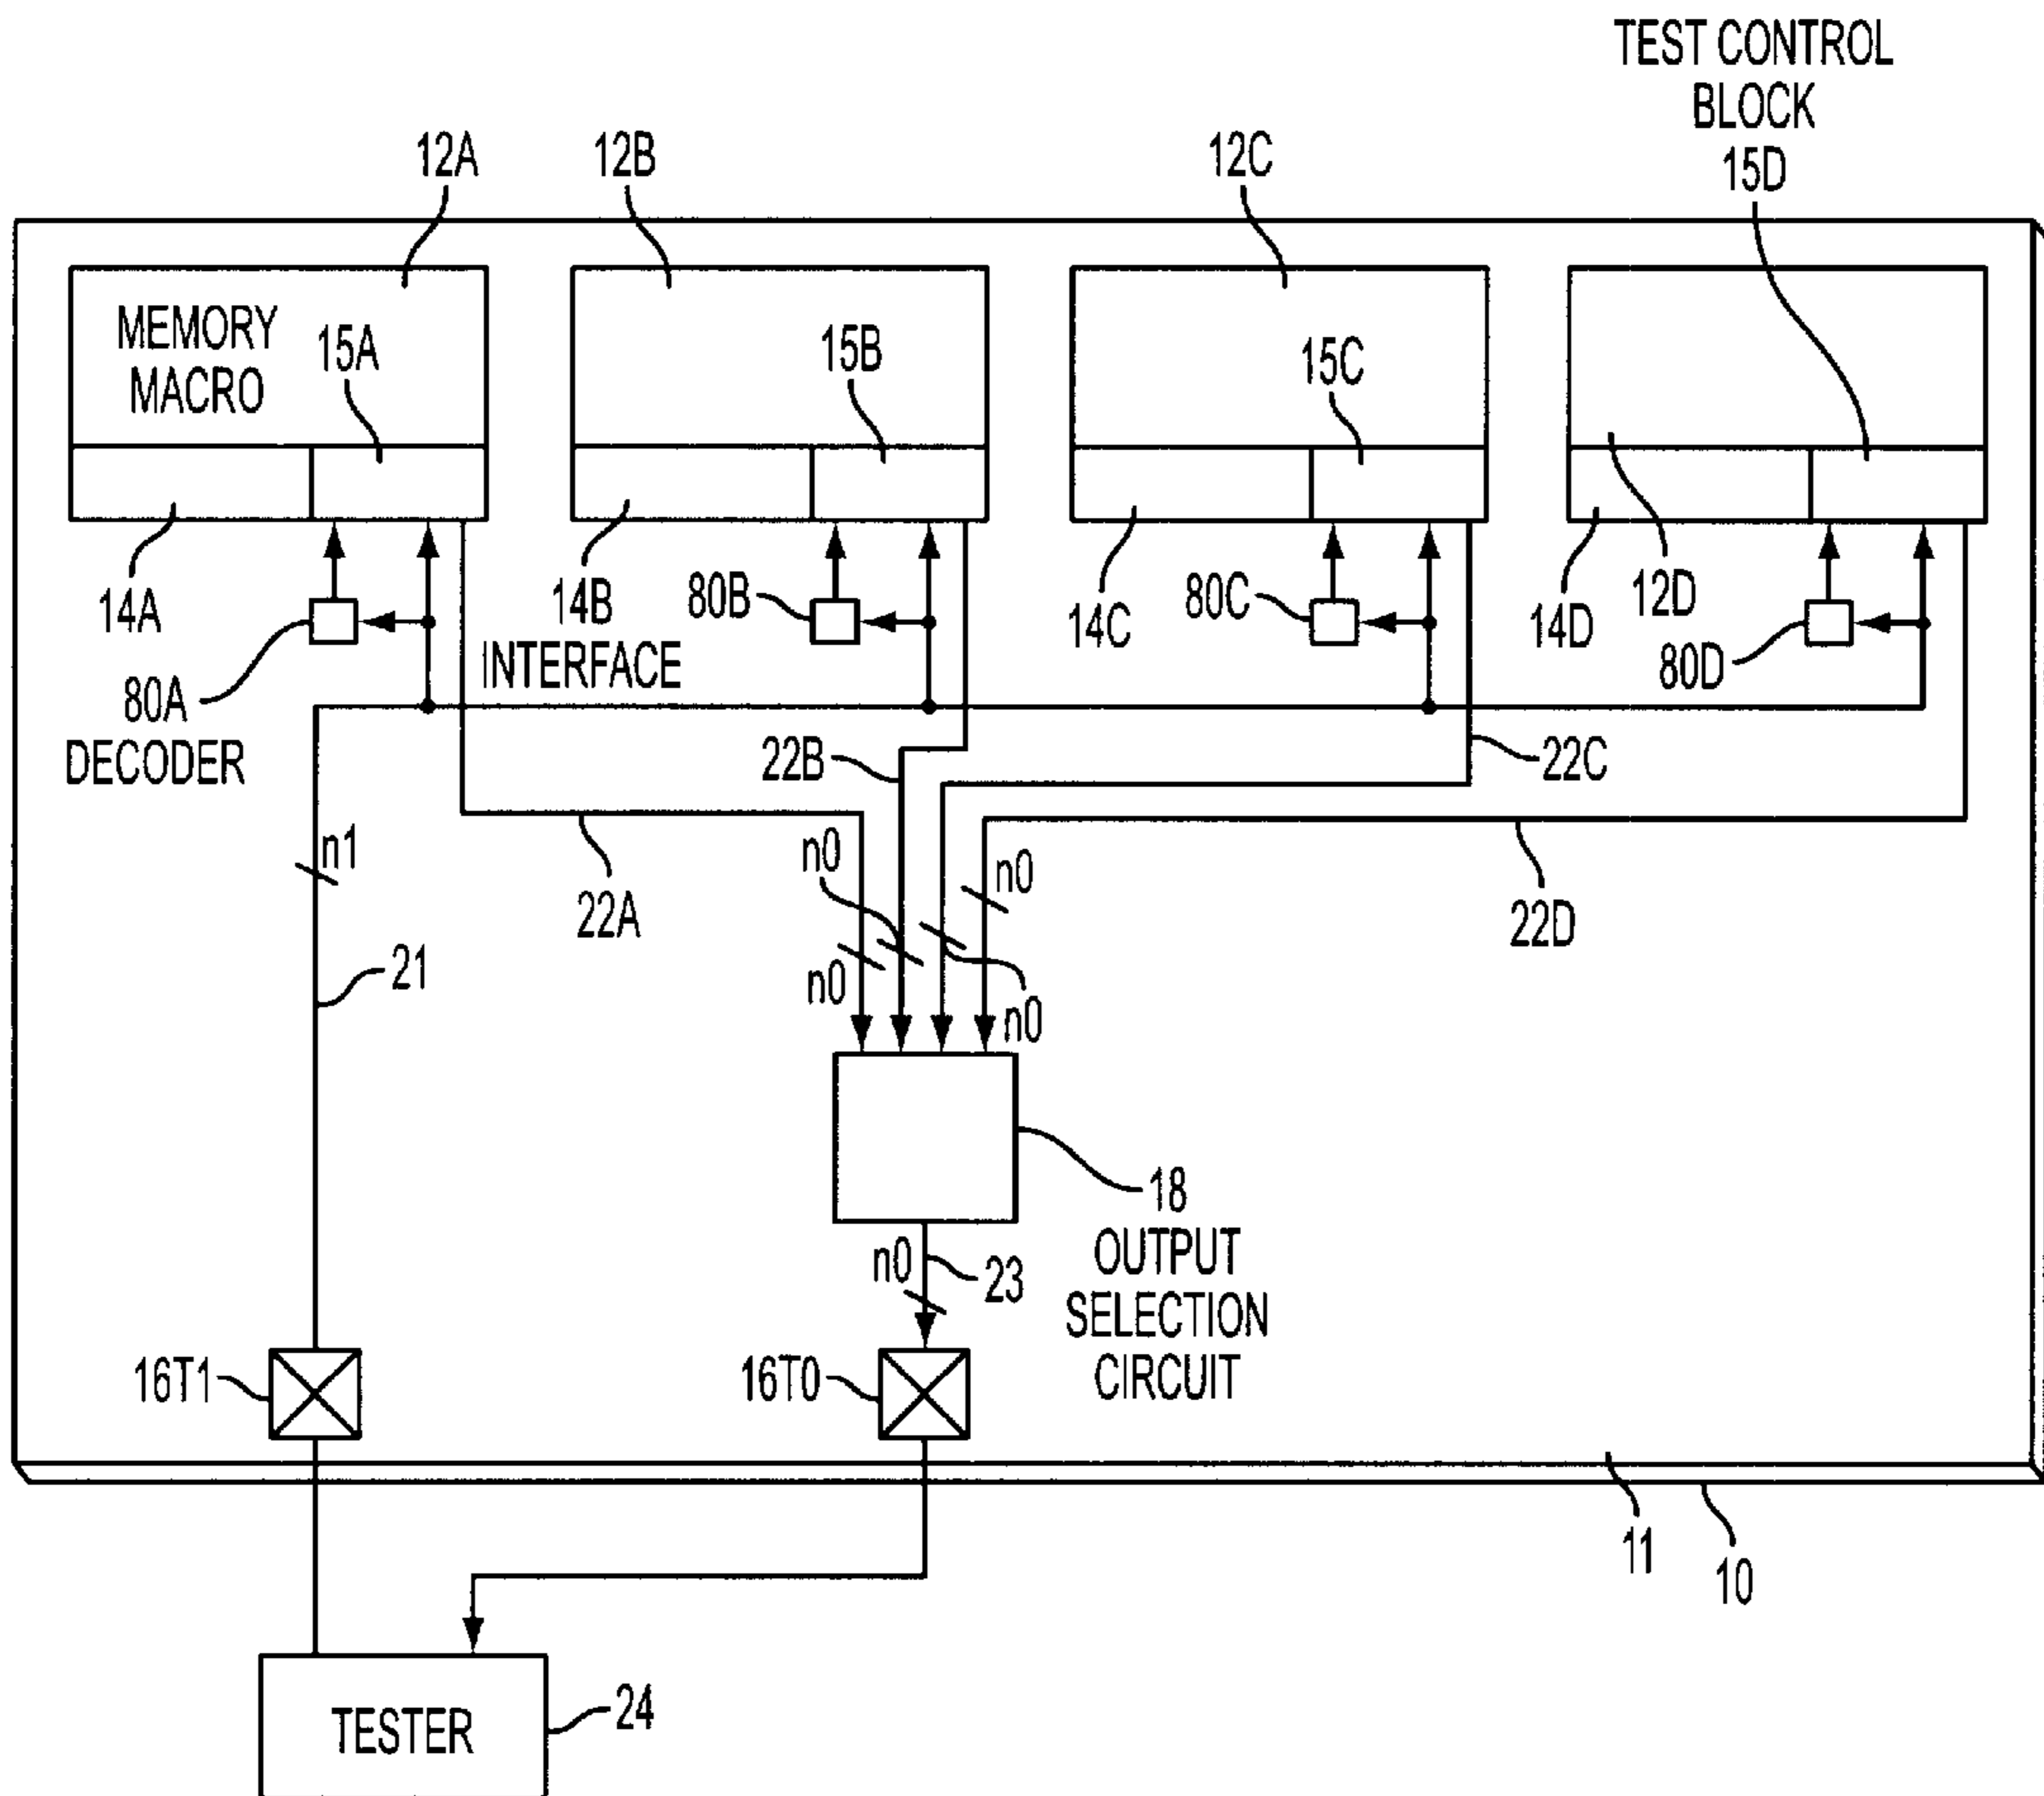 TEST CONTROL
BLOCK
15D
12A
12B
12C
MEMORY
MACRO
15A
15B
15C
14A
80A
DECODER
14B
INTERFACE
80B
14C
80C
14D
12D
80D
22B
22C
n1
22A
n0
n0
22D
21
n0
n0
18
OUTPUT
SELECTION
CIRCUIT
n0
23
16T1
16T0
11
10
TESTER
24